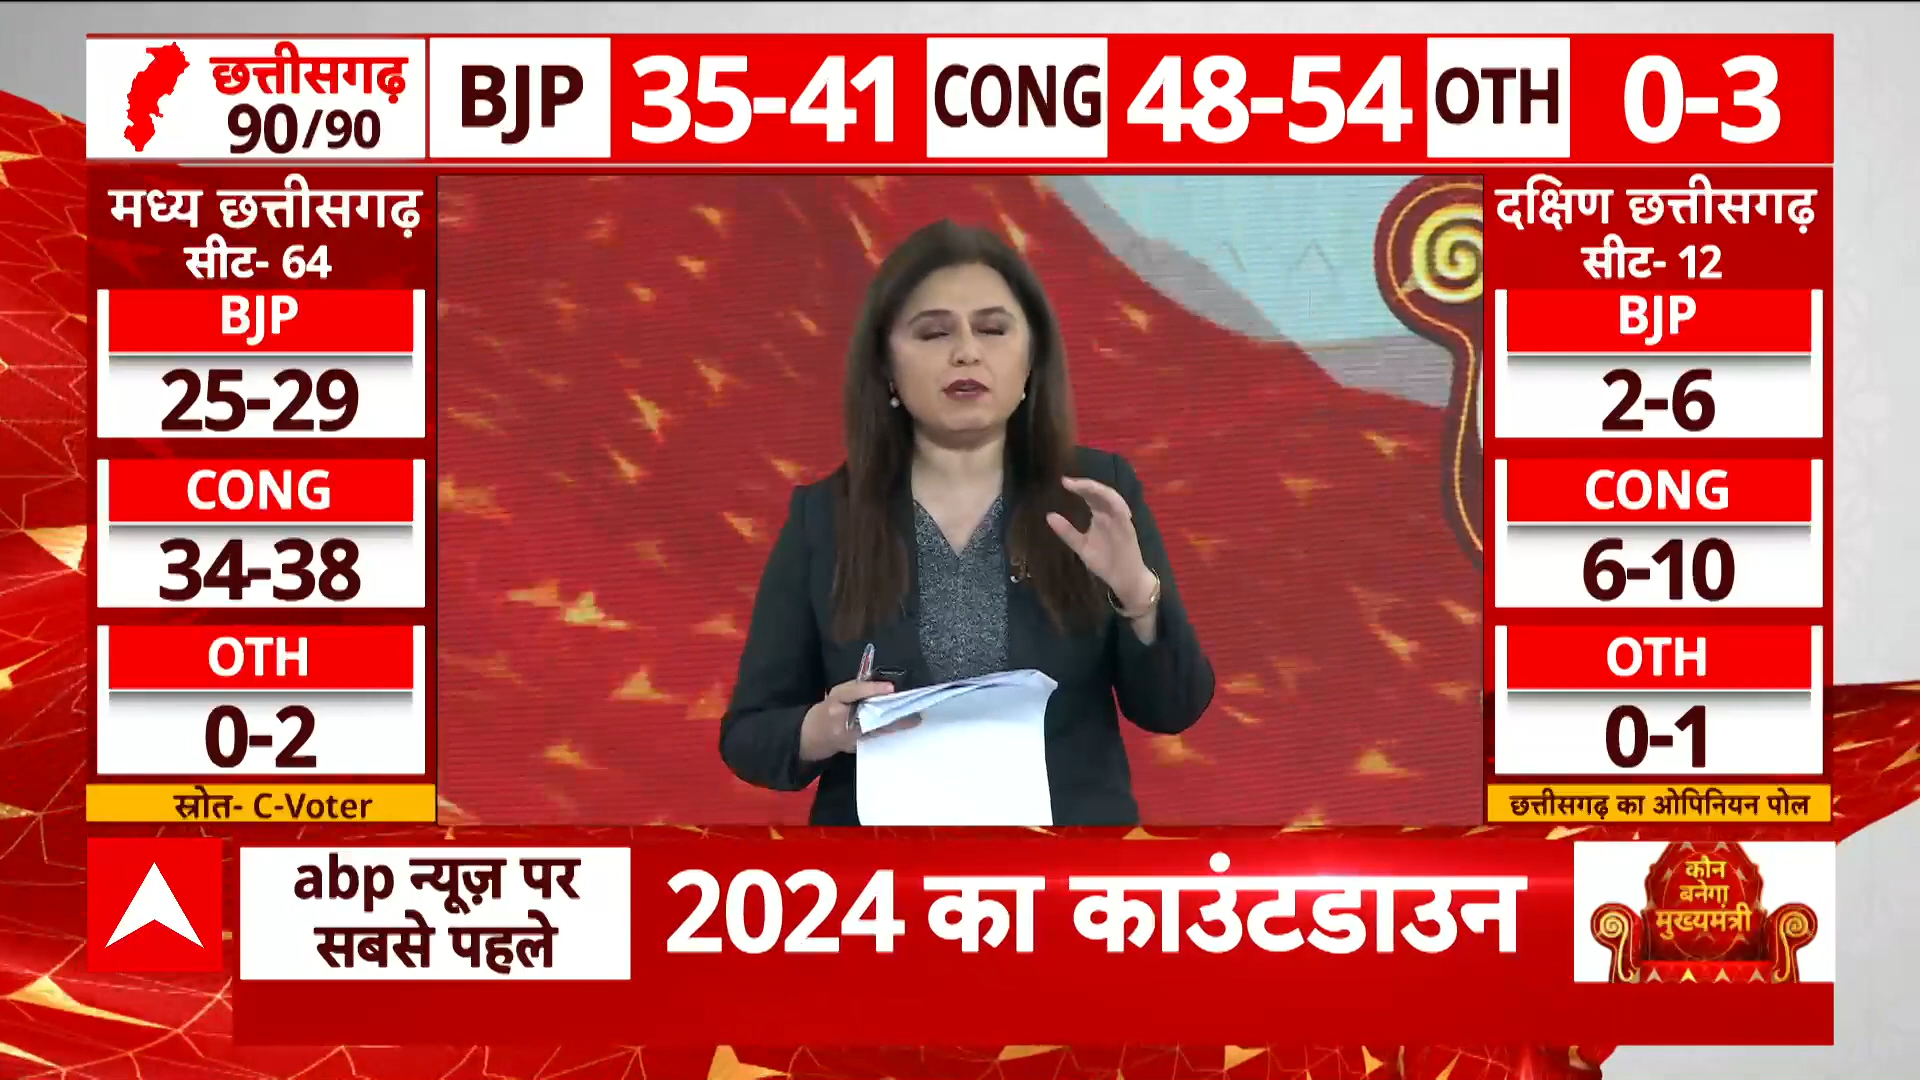 छत्तीसगढ़
90/90
BJP 35-41 CONG 48-54 OTH 0-3
मध्य छत्तीसगढ़
सीट- 64
BJP
25-29
CONG
34-38
OTH
0-2
स्रोत- C-Voter
दक्षिण छत्तीसगढ़
सीट- 12
BJP
2-6
CONG
6-10
OTH
0-1
छत्तीसगढ़ का ओपिनियन पोल
abp न्यूज़ पर
सबसे पहले
2024 का काउंटडाउन
कौन
बनेगा
मुख्यमंत्री